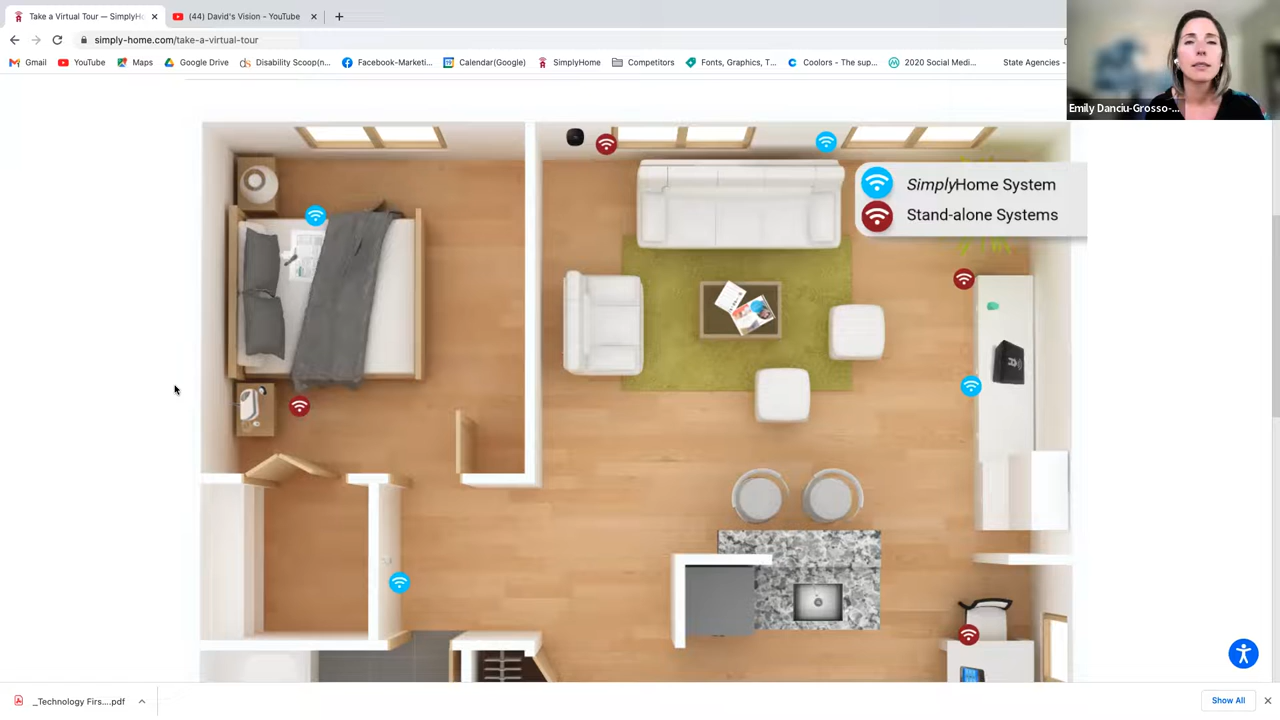 Take a Virtual Tour — SimplyHo
(44) David's Vision - YouTube
simply-home.com/take-a-virtual-tour
Gmail
YouTube
Maps
Google Drive
Disability Scoop(n...
Facebook-Marketi...
Calendar(Google)
SimplyHome
Competitors
Fonts, Graphics, T...
Coolors - The sup...
2020 Social Medi...
State Agencies -
Emily Danciu-Grosso-...
SimplyHome System
Stand-alone Systems
_Technology Firs....pdf
Show All